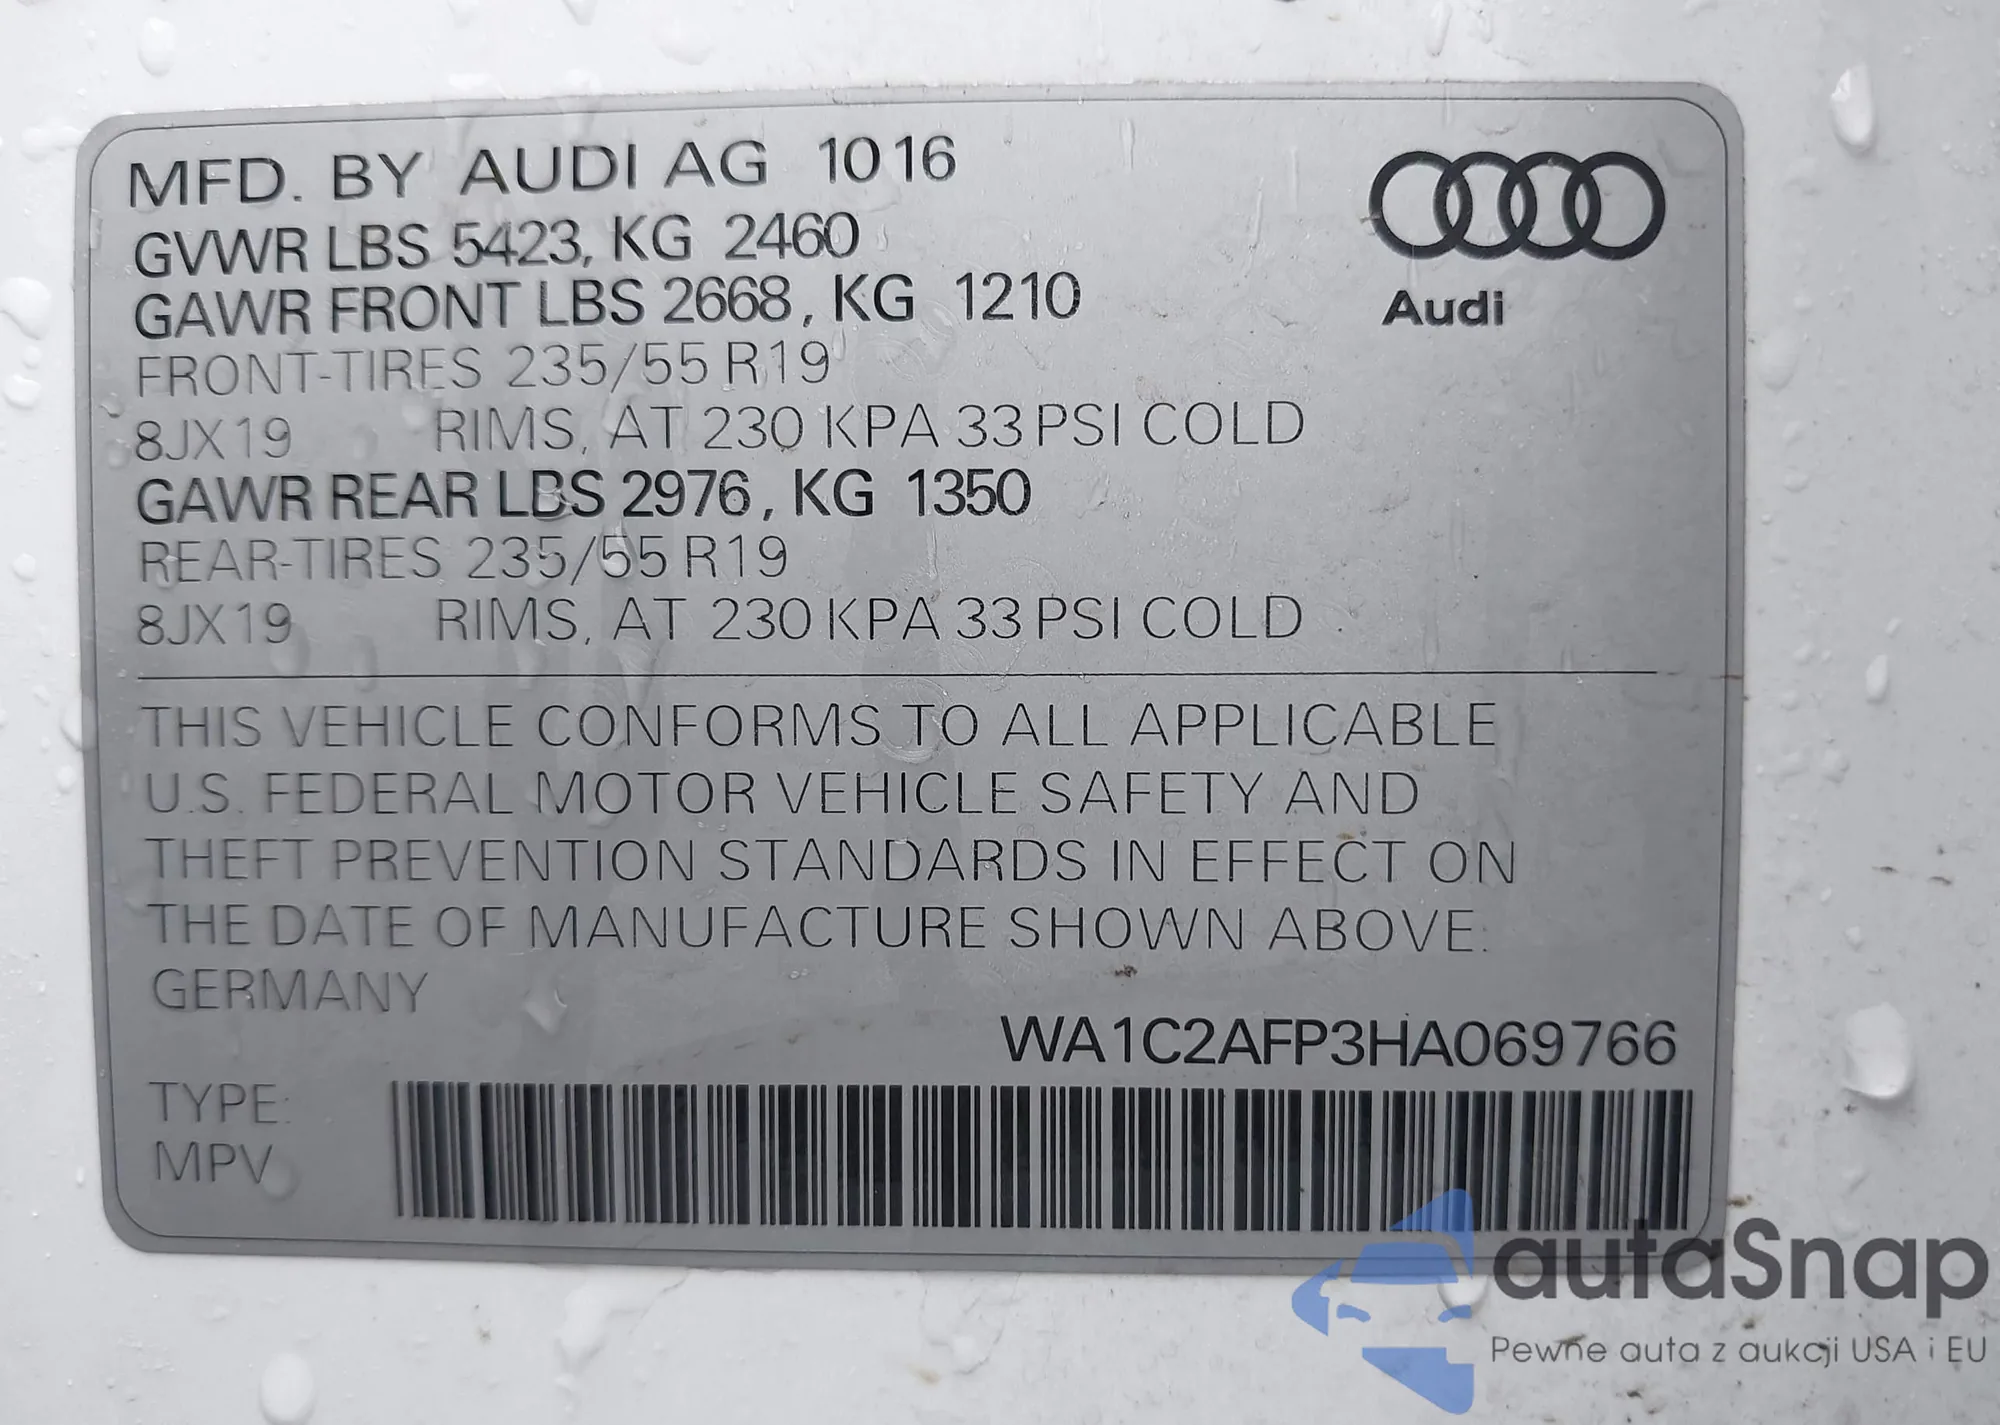 MFD. BY AUDI AG 10 16
GVWR LBS 5423, KG 2460
GAWR FRONT LBS 2668, KG 1210
FRONT-TIRES 235/55 R19
8JX19 RIMS, AT 230 KPA 33 PSI COLD
GAWR REAR LBS 2976, KG 1350
REAR-TIRES 235/55 R19
8JX19 RIMS, AT 230 KPA 33 PSI COLD
Audi
THIS VEHICLE CONFORMS TO ALL APPLICABLE
U.S. FEDERAL MOTOR VEHICLE SAFETY AND
THEFT PREVENTION STANDARDS IN EFFECT ON
THE DATE OF MANUFACTURE SHOWN ABOVE:
GERMANY
WA1C2AFP3HA069766
TYPE:
MPV
autaSnap
Pewne auta z aukcji USA i EU